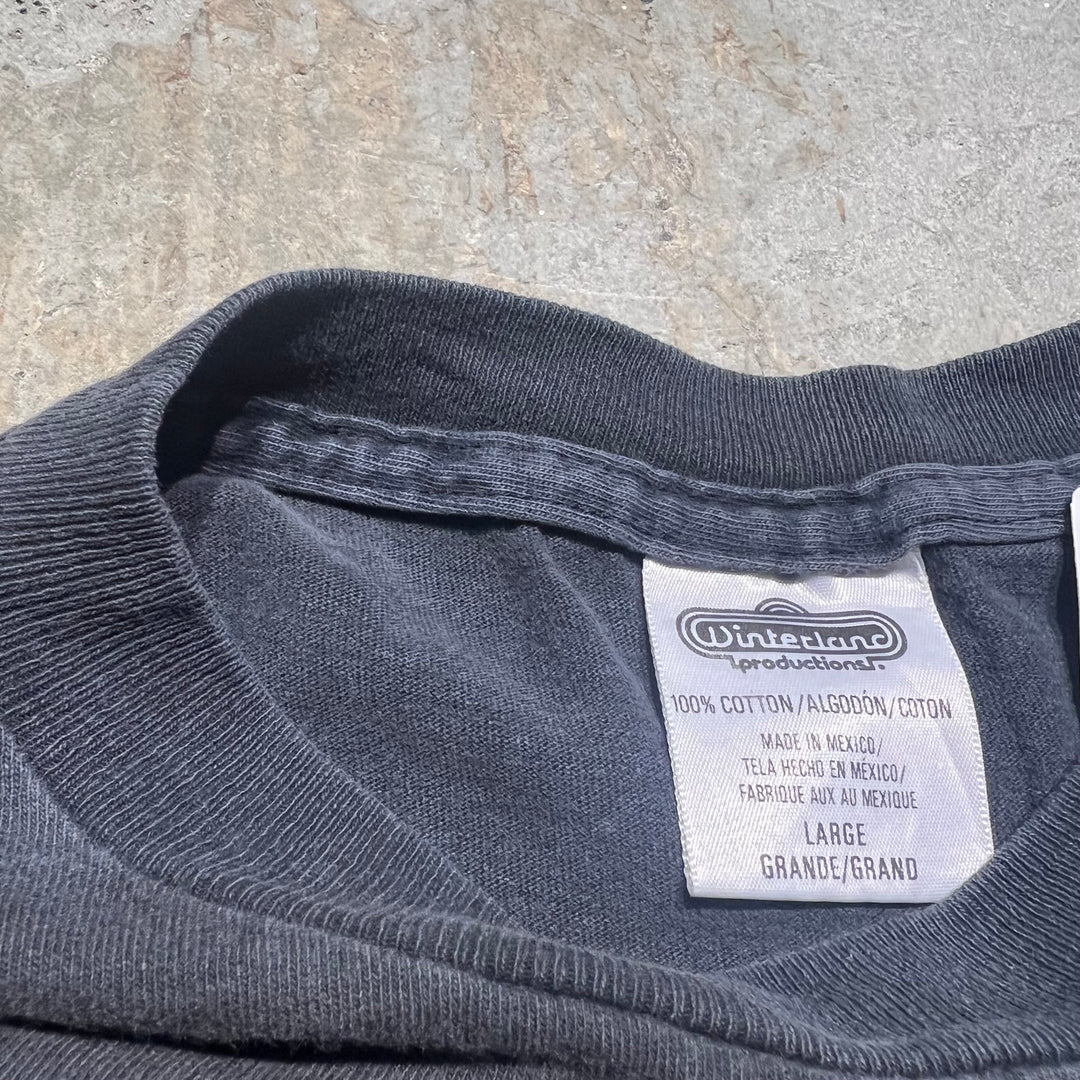 Winterland
productions.
100% COTTON/ALGODÓN/COTON
MADE IN MEXICO/
TELA HECHO EN MÉXICO/
FABRIQUE AUX AU MEXIQUE
LARGE
GRANDE/GRAND